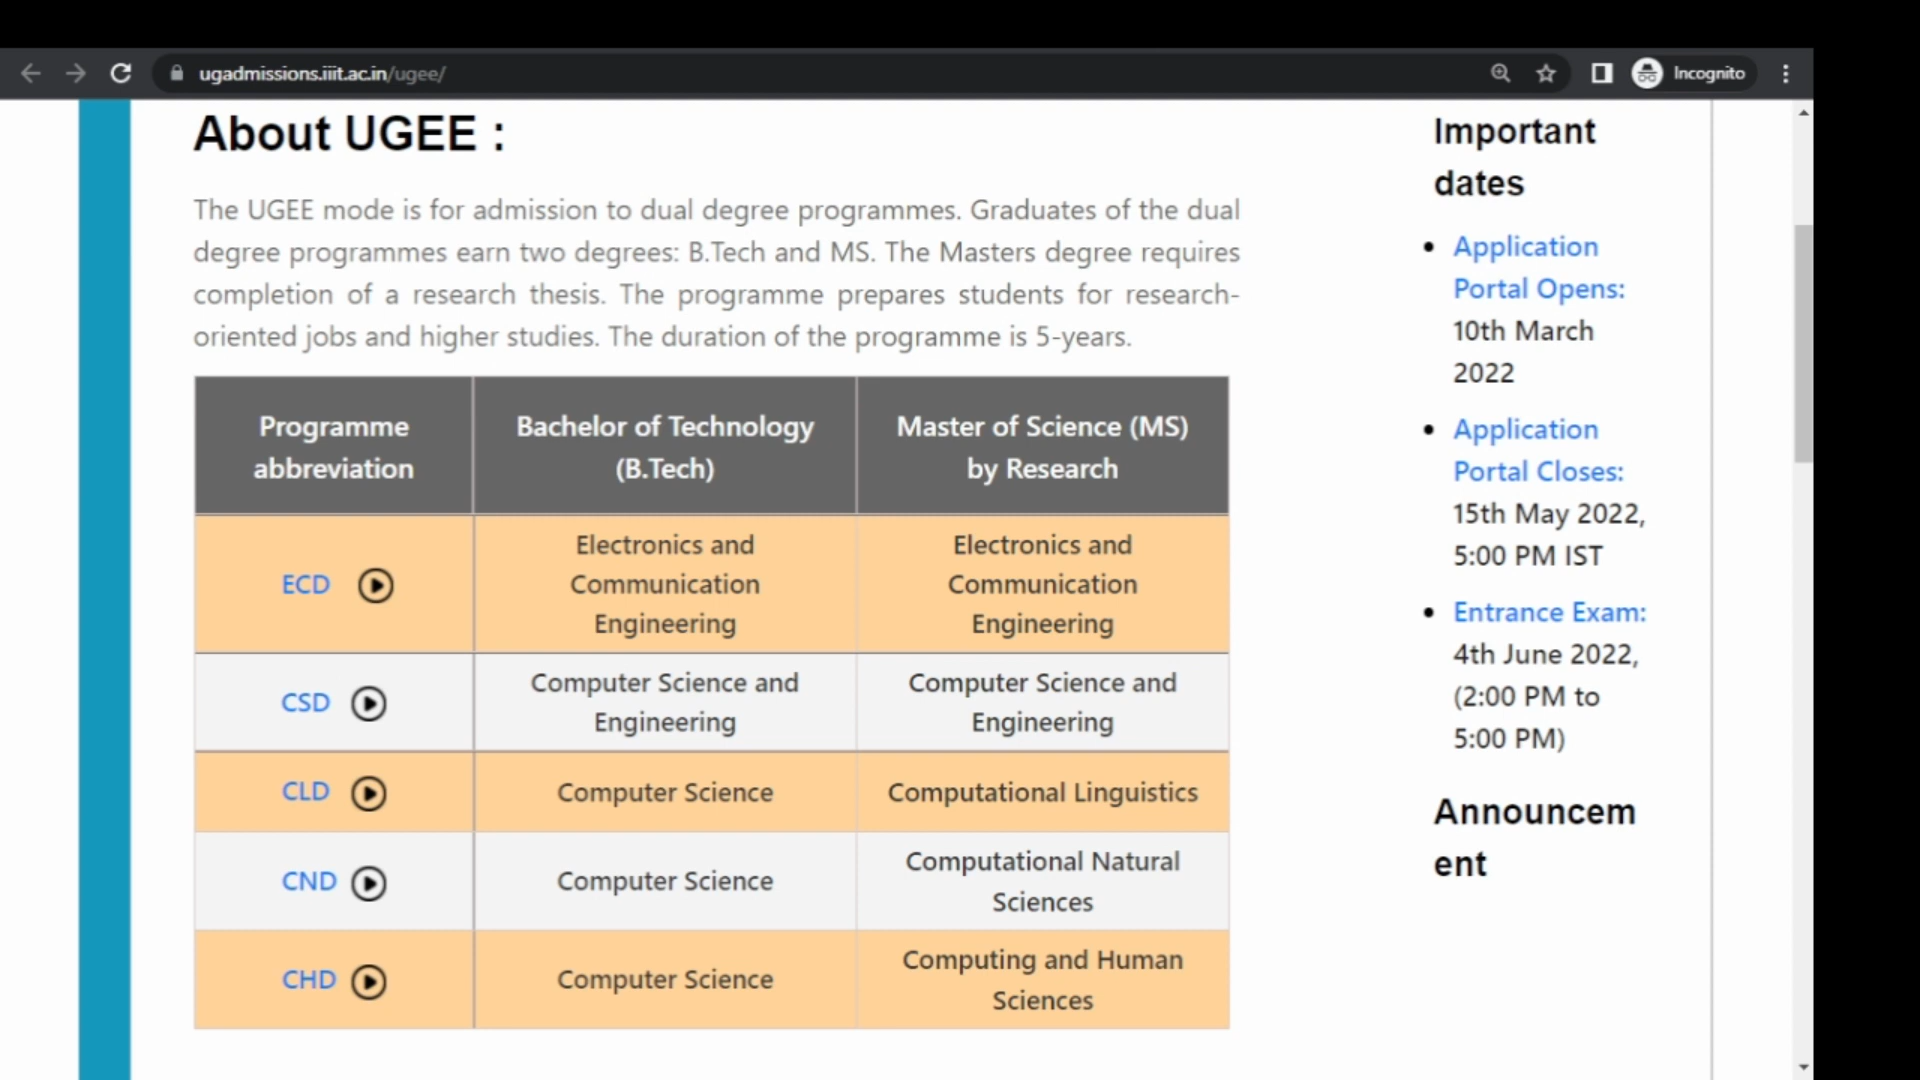 ugadmissions.iiit.ac.in/ugee/
Incognito
About UGEE :
The UGEE mode is for admission to dual degree programmes. Graduates of the dual
degree programmes earn two degrees: B.Tech and MS. The Masters degree requires
completion of a research thesis. The programme prepares students for research-
oriented jobs and higher studies. The duration of the programme is 5-years.
Programme
abbreviation
Bachelor of Technology
(B.Tech)
Master of Science (MS)
by Research
ECD
Electronics and
Communication
Engineering
Electronics and
Communication
Engineering
CSD
Computer Science and
Engineering
Computer Science and
Engineering
CLD
Computer Science
Computational Linguistics
CND
Computer Science
Computational Natural
Sciences
CHD
Computer Science
Computing and Human
Sciences
Important
dates
Application
Portal Opens:
10th March
2022
Application
Portal Closes:
15th May 2022,
5:00 PM IST
Entrance Exam:
4th June 2022,
(2:00 PM to
5:00 PM)
Announcem
ent